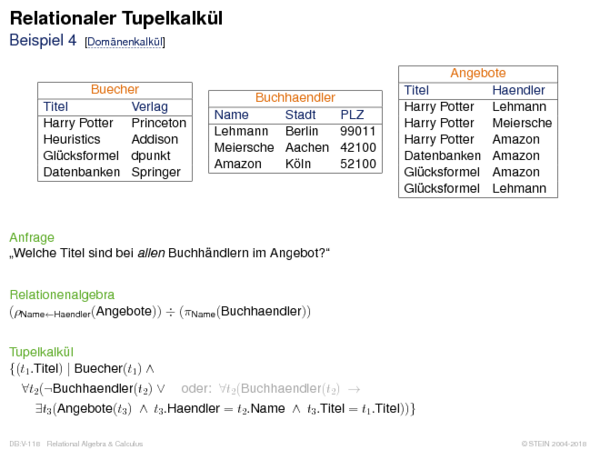 Relationaler Tupelkalkül
Beispiel 4 [Domänenkalkül]
Buecher
Titel Verlag
Harry Potter Princeton
Heuristics Addison
Glücksformel dpunkt
Datenbanken Springer
Buchhaendler
Name Stadt PLZ
Lehmann Berlin 99011
Meiersche Aachen 42100
Amazon Köln 52100
Angebote
Titel Haendler
Harry Potter Lehmann
Harry Potter Meiersche
Harry Potter Amazon
Datenbanken Amazon
Glücksformel Amazon
Glücksformel Lehmann
Anfrage
„Welche Titel sind bei allen Buchhändlern im Angebot?“
Relationenalgebra
(ρName←Haendler(Angebote)) ÷ (πName(Buchhaendler))
Tupelkalkül
{(t₁.Titel) | Buecher(t₁) ∧
∀t₂(¬Buchhaendler(t₂) ∨ oder: ∀t₂(Buchhaendler(t₂) →
∃t₃(Angebote(t₃) ∧ t₃.Haendler = t₂.Name ∧ t₃.Titel = t₁.Titel))}
DB:V-118 Relational Algebra & Calculus
© STEIN 2004-2018